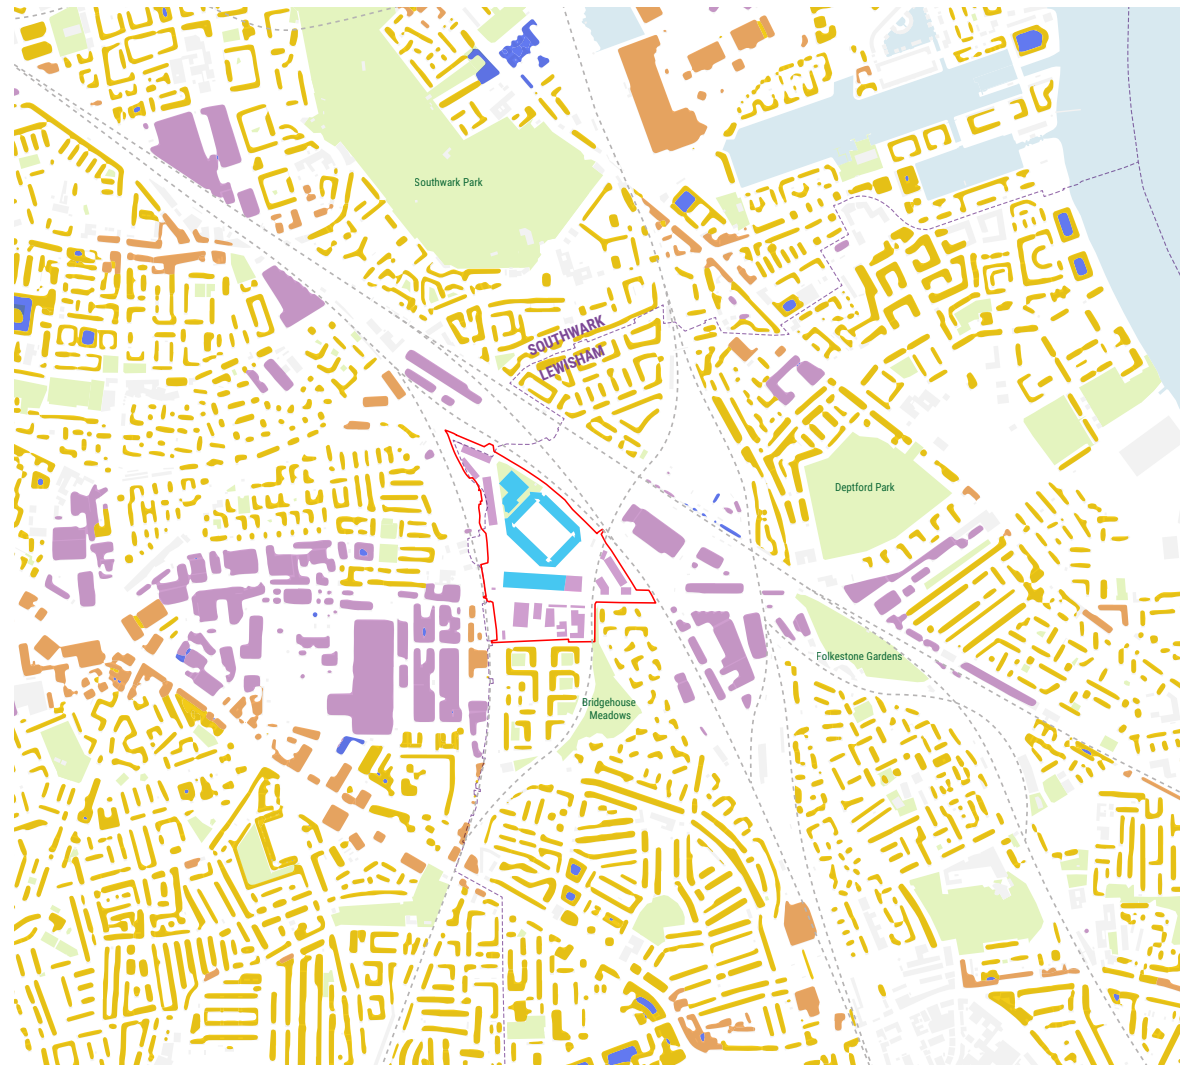 Southwark Park
SOUTHWARK
LEWISHAM
Deptford Park
Folkestone Gardens
Bridgehouse
Meadows